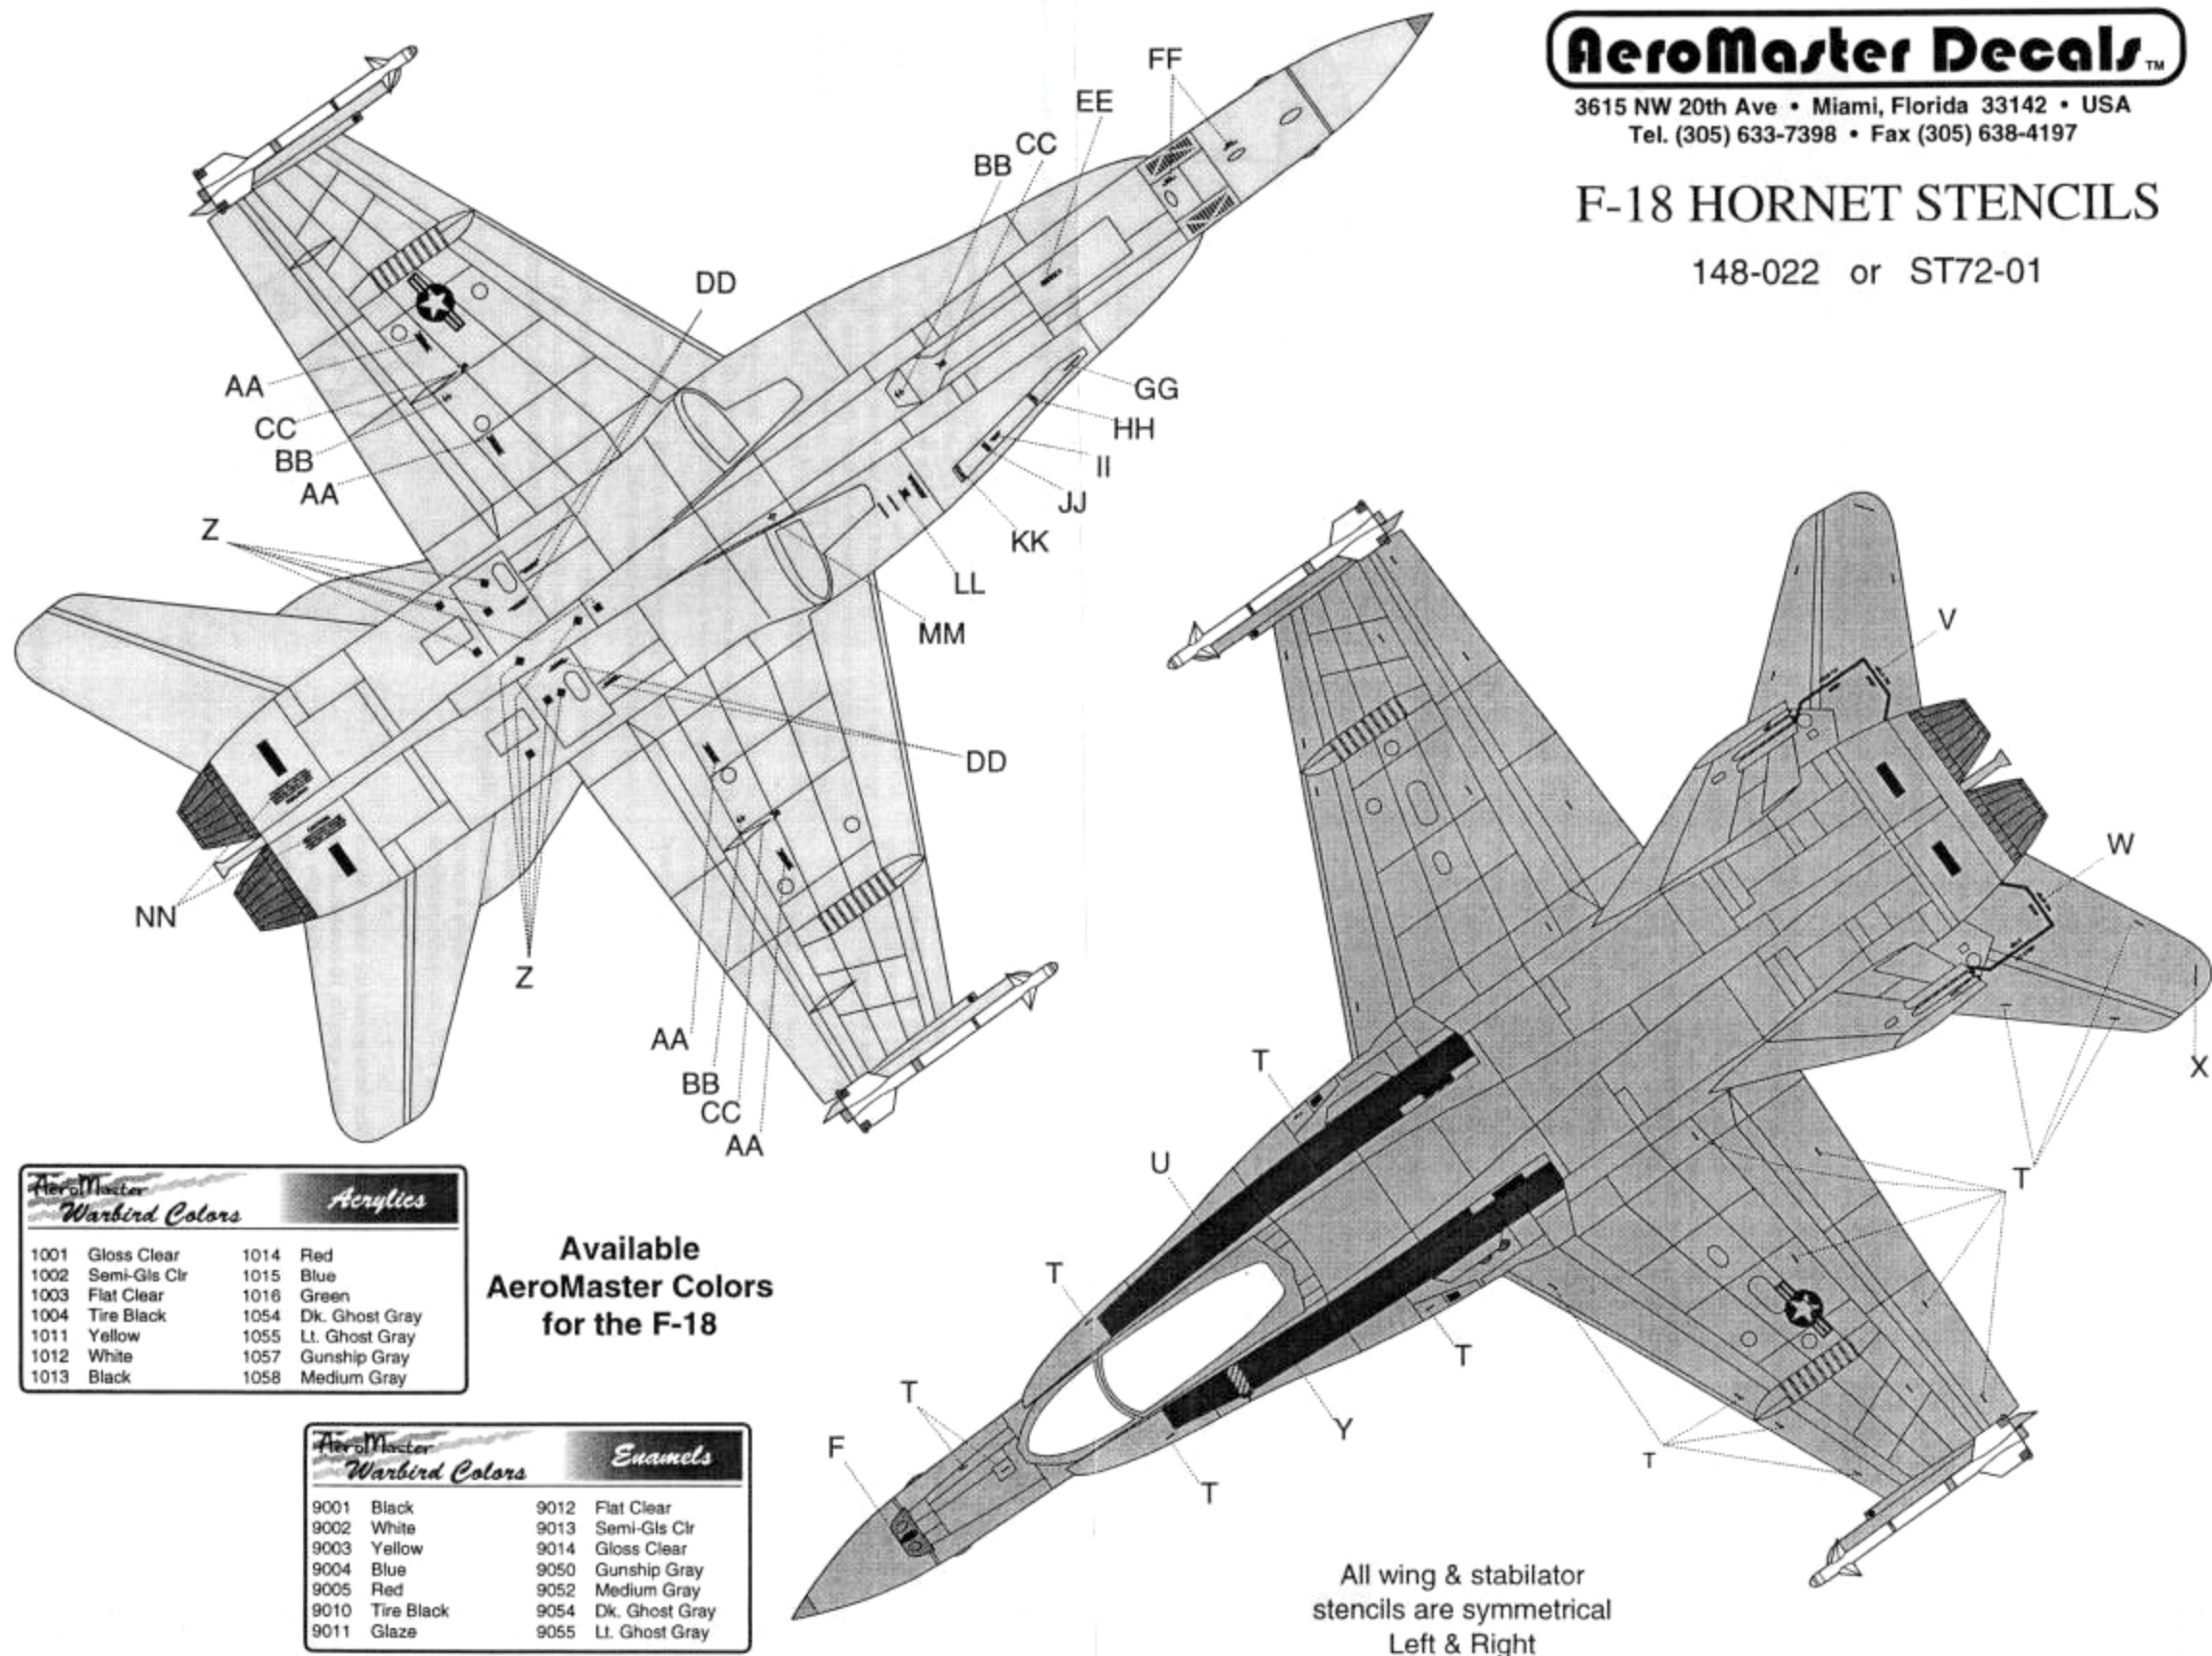 AeroMaster Decals TM
3615 NW 20th Ave • Miami, Florida 33142 • USA
Tel. (305) 633-7398 • Fax (305) 638-4197
F-18 HORNET STENCILS
148-022 or ST72-01
FF
EE
CC
BB
DD
AA
CC
BB
AA
GG
HH
II
JJ
KK
LL
MM
Z
DD
NN
Z
AA
BB
CC
AA
V
W
X
T
T
U
T
T
T
F
Y
T
T
AeroMaster
Warbird Colors
Acrylics
1001 Gloss Clear 1014 Red
1002 Semi-Gls Clr 1015 Blue
1003 Flat Clear 1016 Green
1004 Tire Black 1054 Dk. Ghost Gray
1011 Yellow 1055 Lt. Ghost Gray
1012 White 1057 Gunship Gray
1013 Black 1058 Medium Gray
Available
AeroMaster Colors
for the F-18
AeroMaster
Warbird Colors
Enamels
9001 Black 9012 Flat Clear
9002 White 9013 Semi-Gls Clr
9003 Yellow 9014 Gloss Clear
9004 Blue 9050 Gunship Gray
9005 Red 9052 Medium Gray
9010 Tire Black 9054 Dk. Ghost Gray
9011 Glaze 9055 Lt. Ghost Gray
All wing & stabilator
stencils are symmetrical
Left & Right